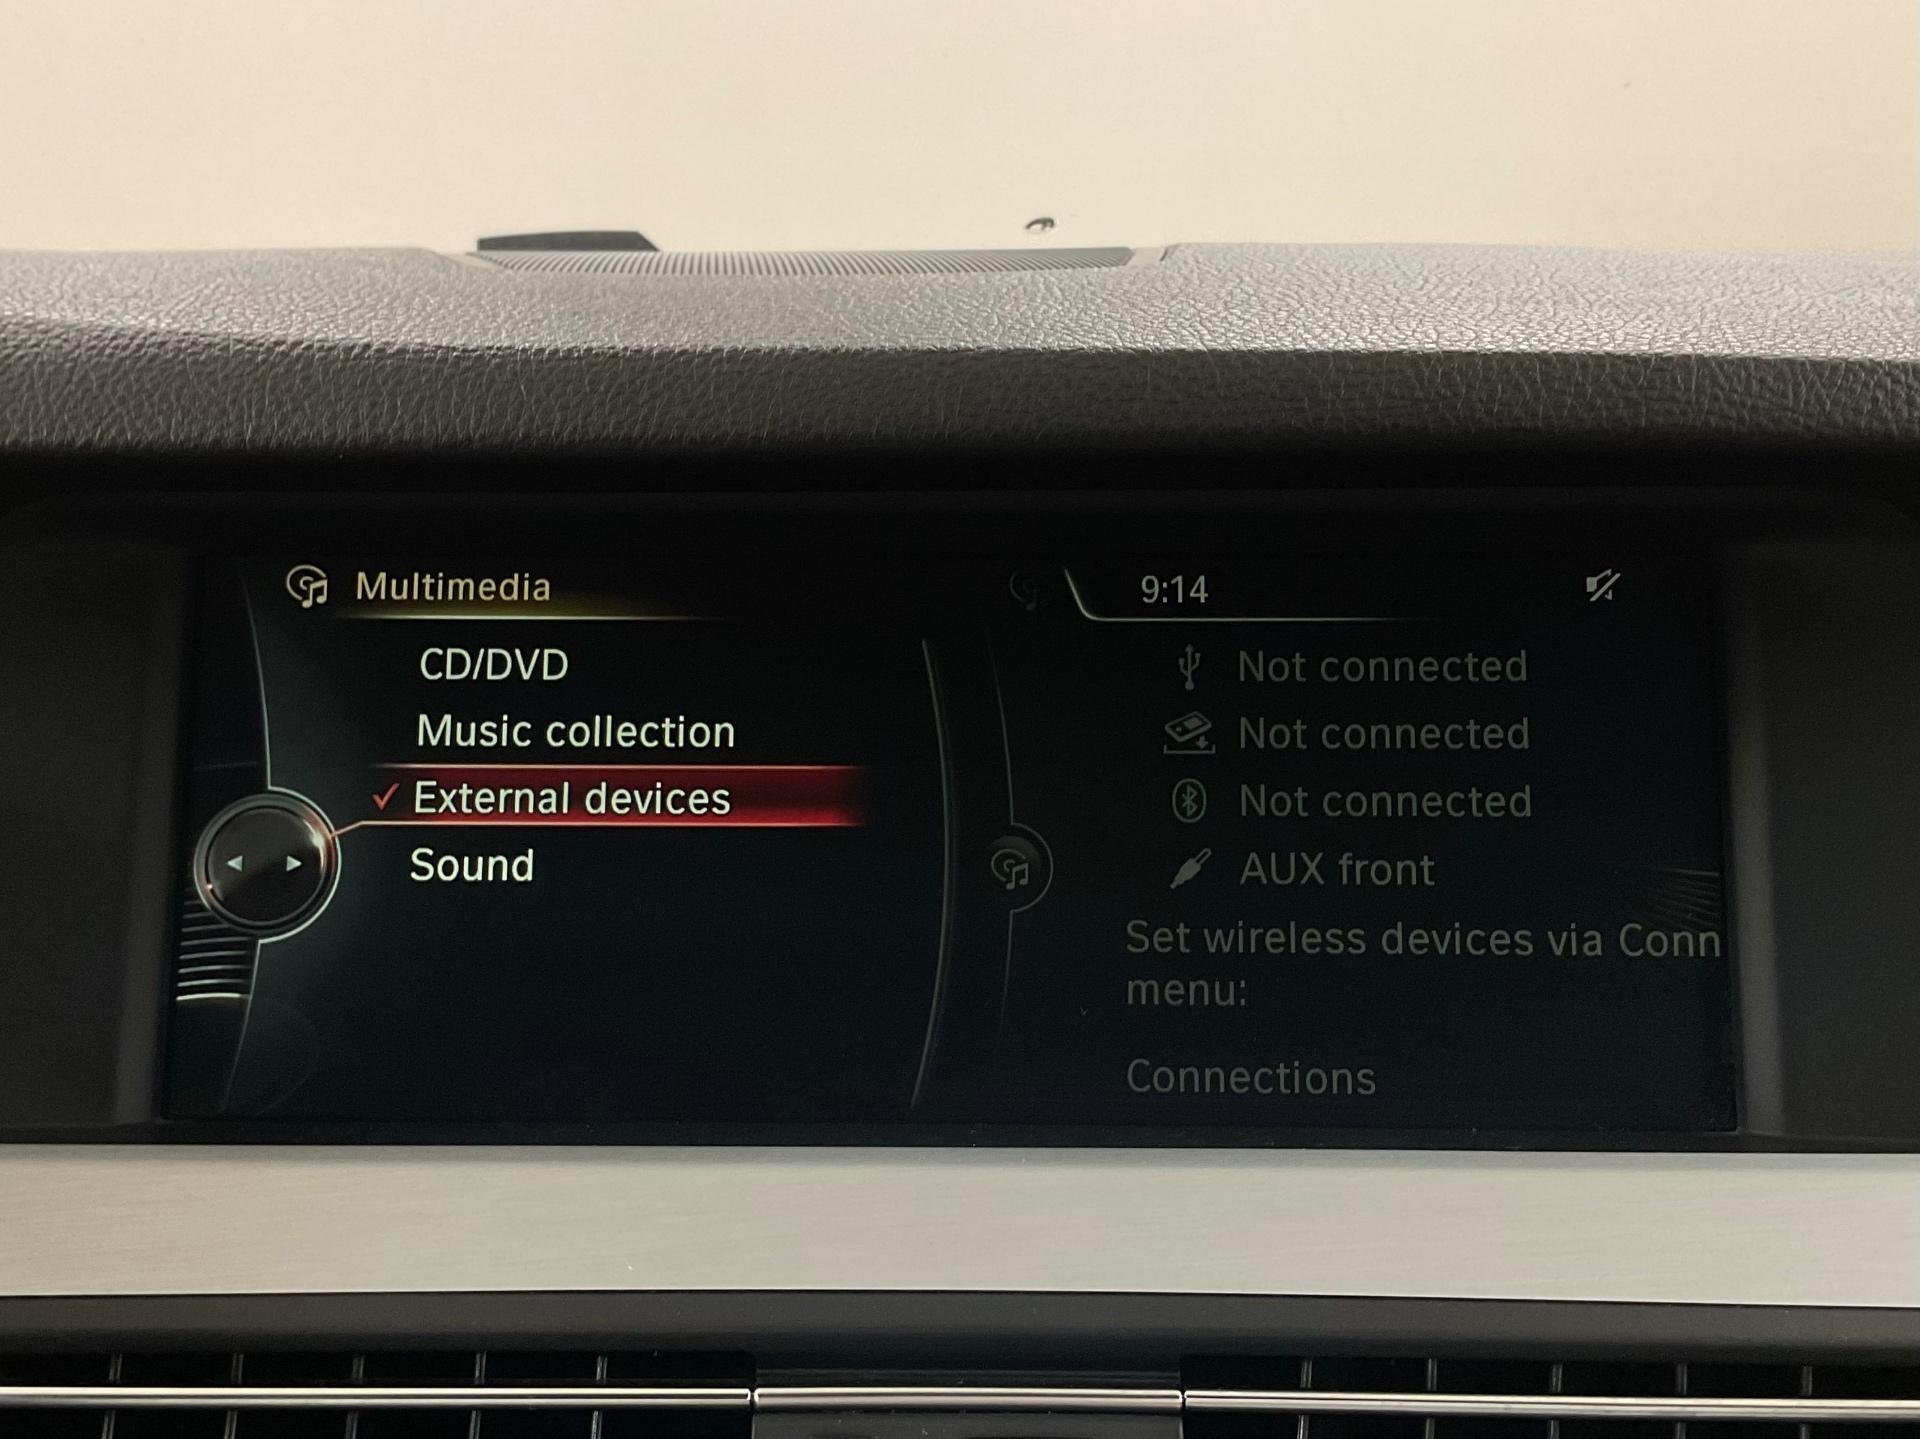 Multimedia
CD/DVD
Music collection
External devices
Sound
9:14
Not connected
Not connected
Not connected
AUX front
Set wireless devices via Conn
menu:
Connections